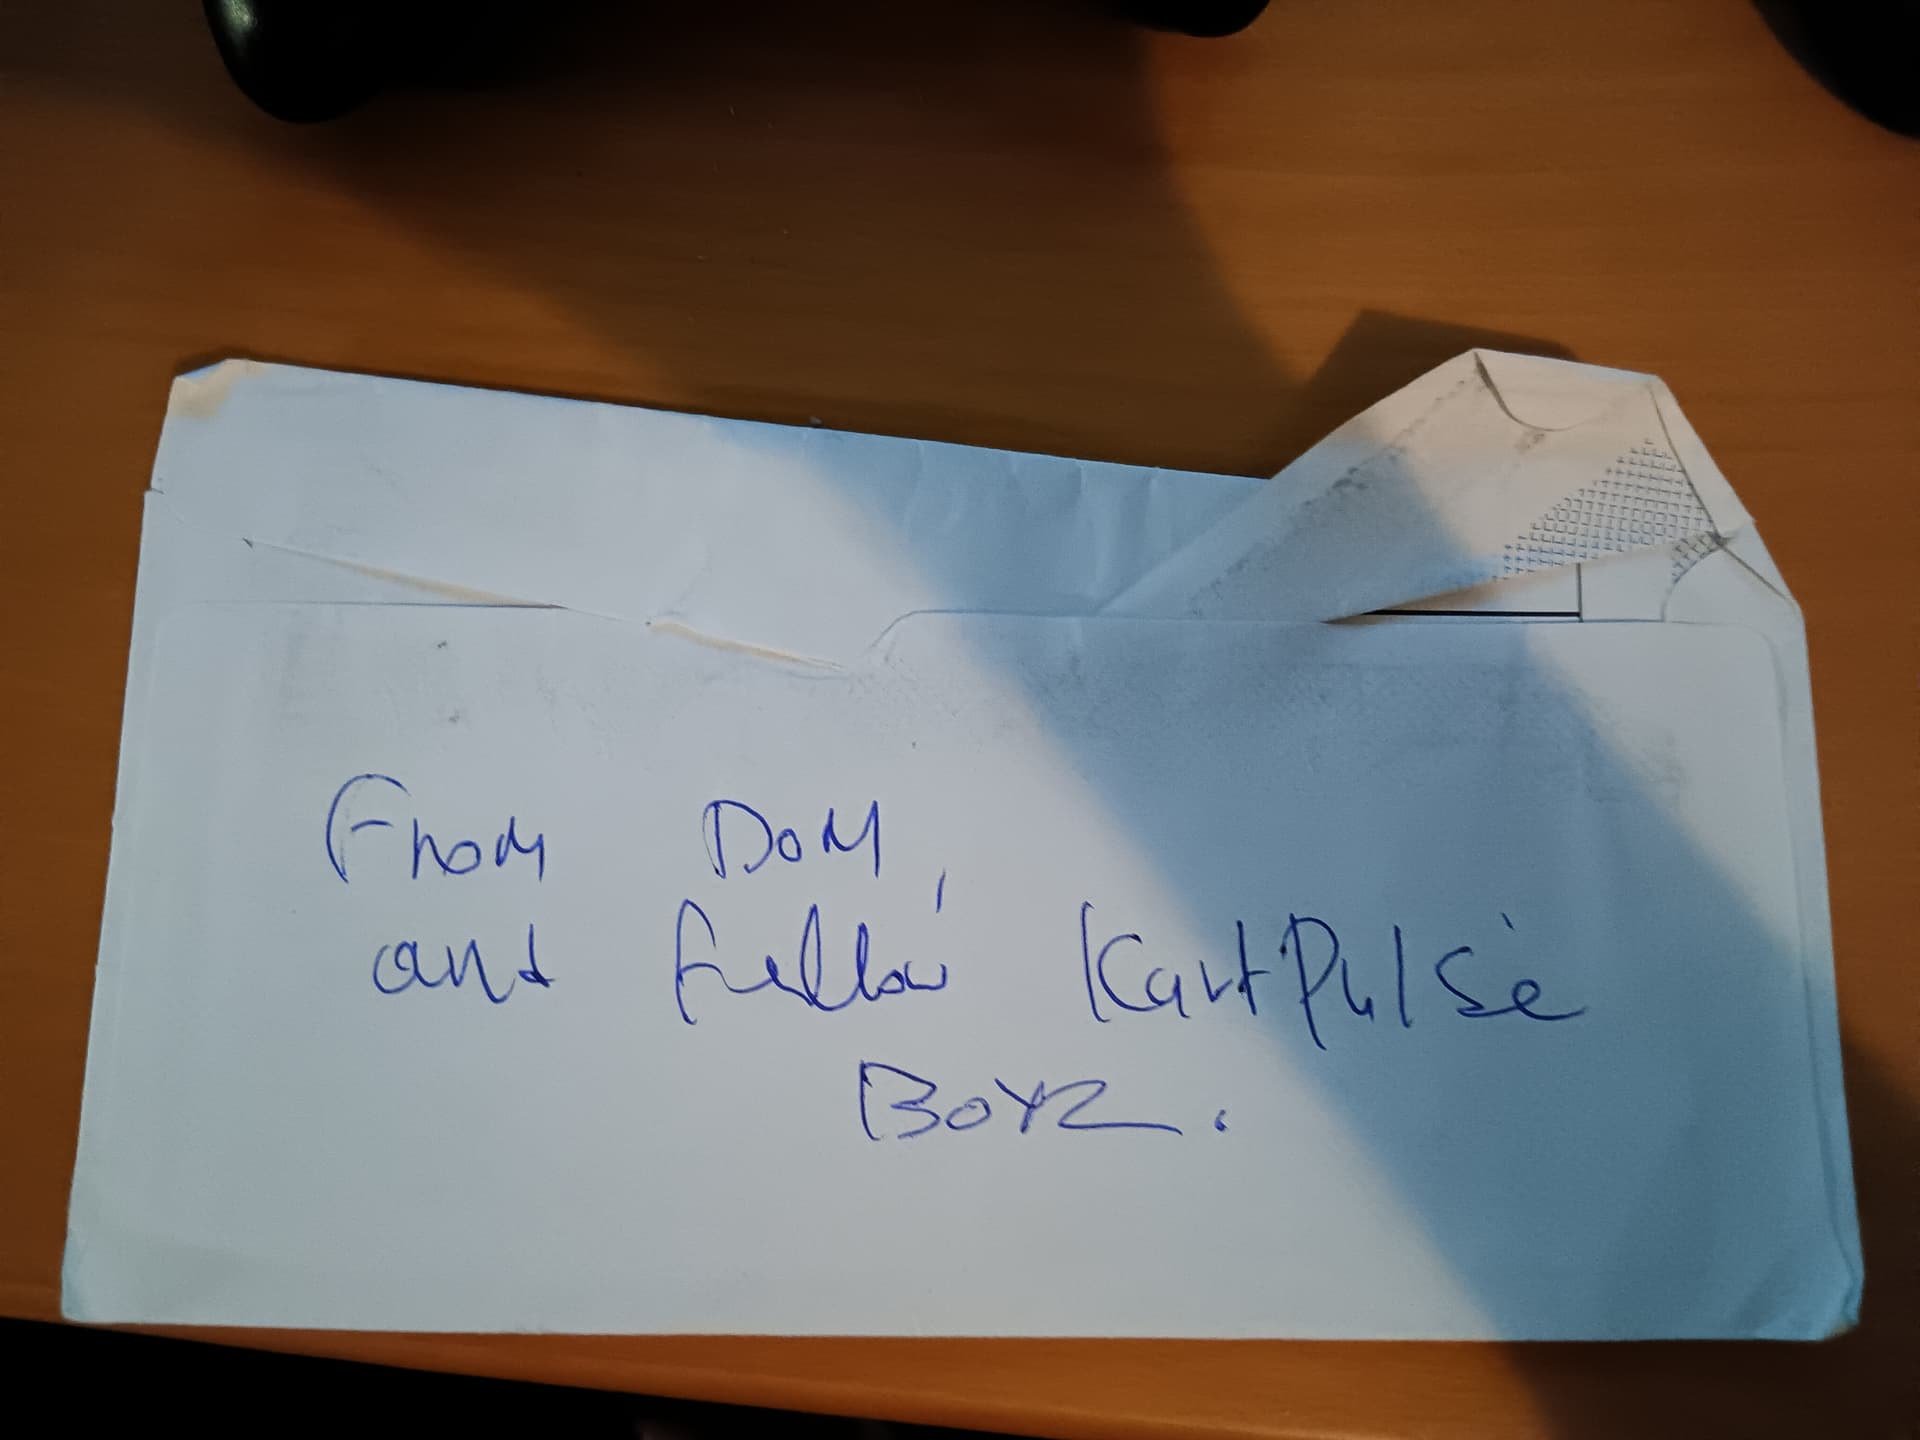 From DOM,
and fellow KartPulse
Boyz.